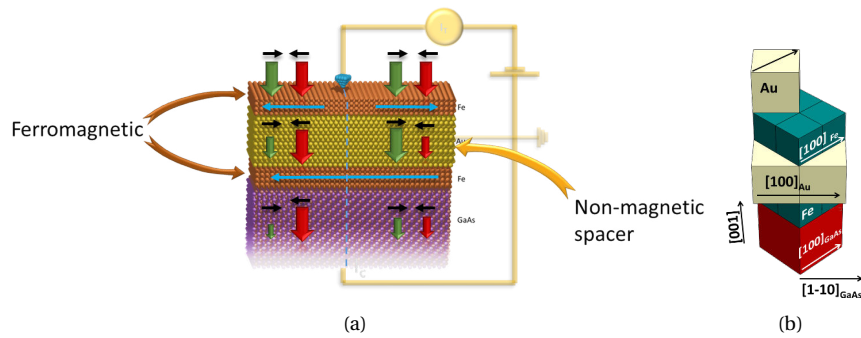 Ferromagnetic
Fe
Au
Fe
GaAs
Non-magnetic
spacer
I_C
(a)
Au
[100]Fe
[100]Au
Fe
[001]
[100]GaAs
[1-10]GaAs
(b)